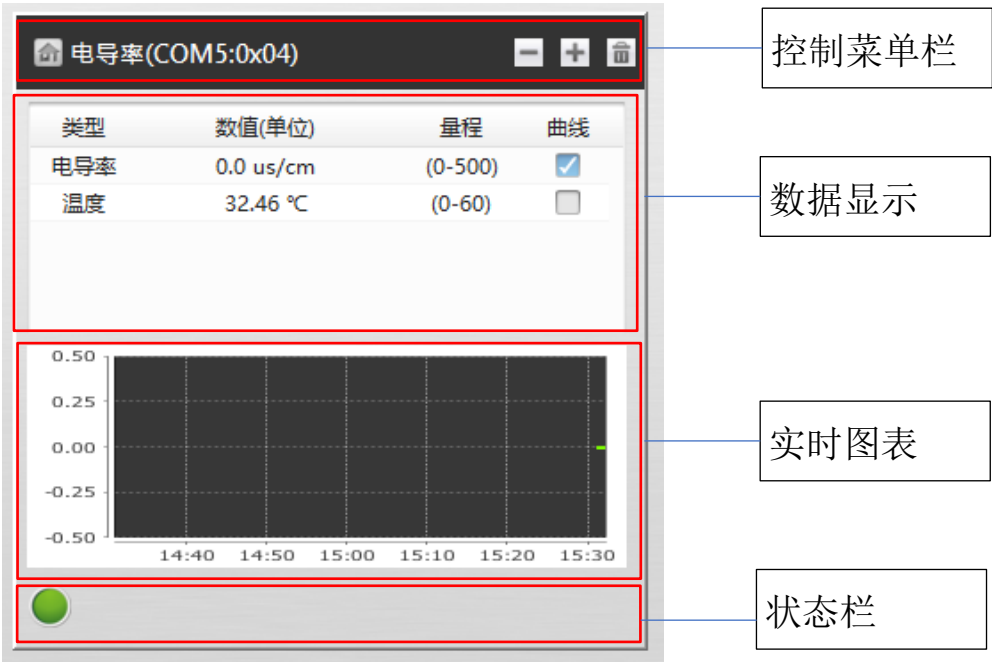 电导率(COM5:0x04)
控制菜单栏
类型 数值(单位) 量程 曲线
电导率 0.0 us/cm (0-500)
温度 32.46 ℃ (0-60)
数据显示
0.50
0.25
0.00
-0.25
-0.50
14:40 14:50 15:00 15:10 15:20 15:30
实时图表
状态栏